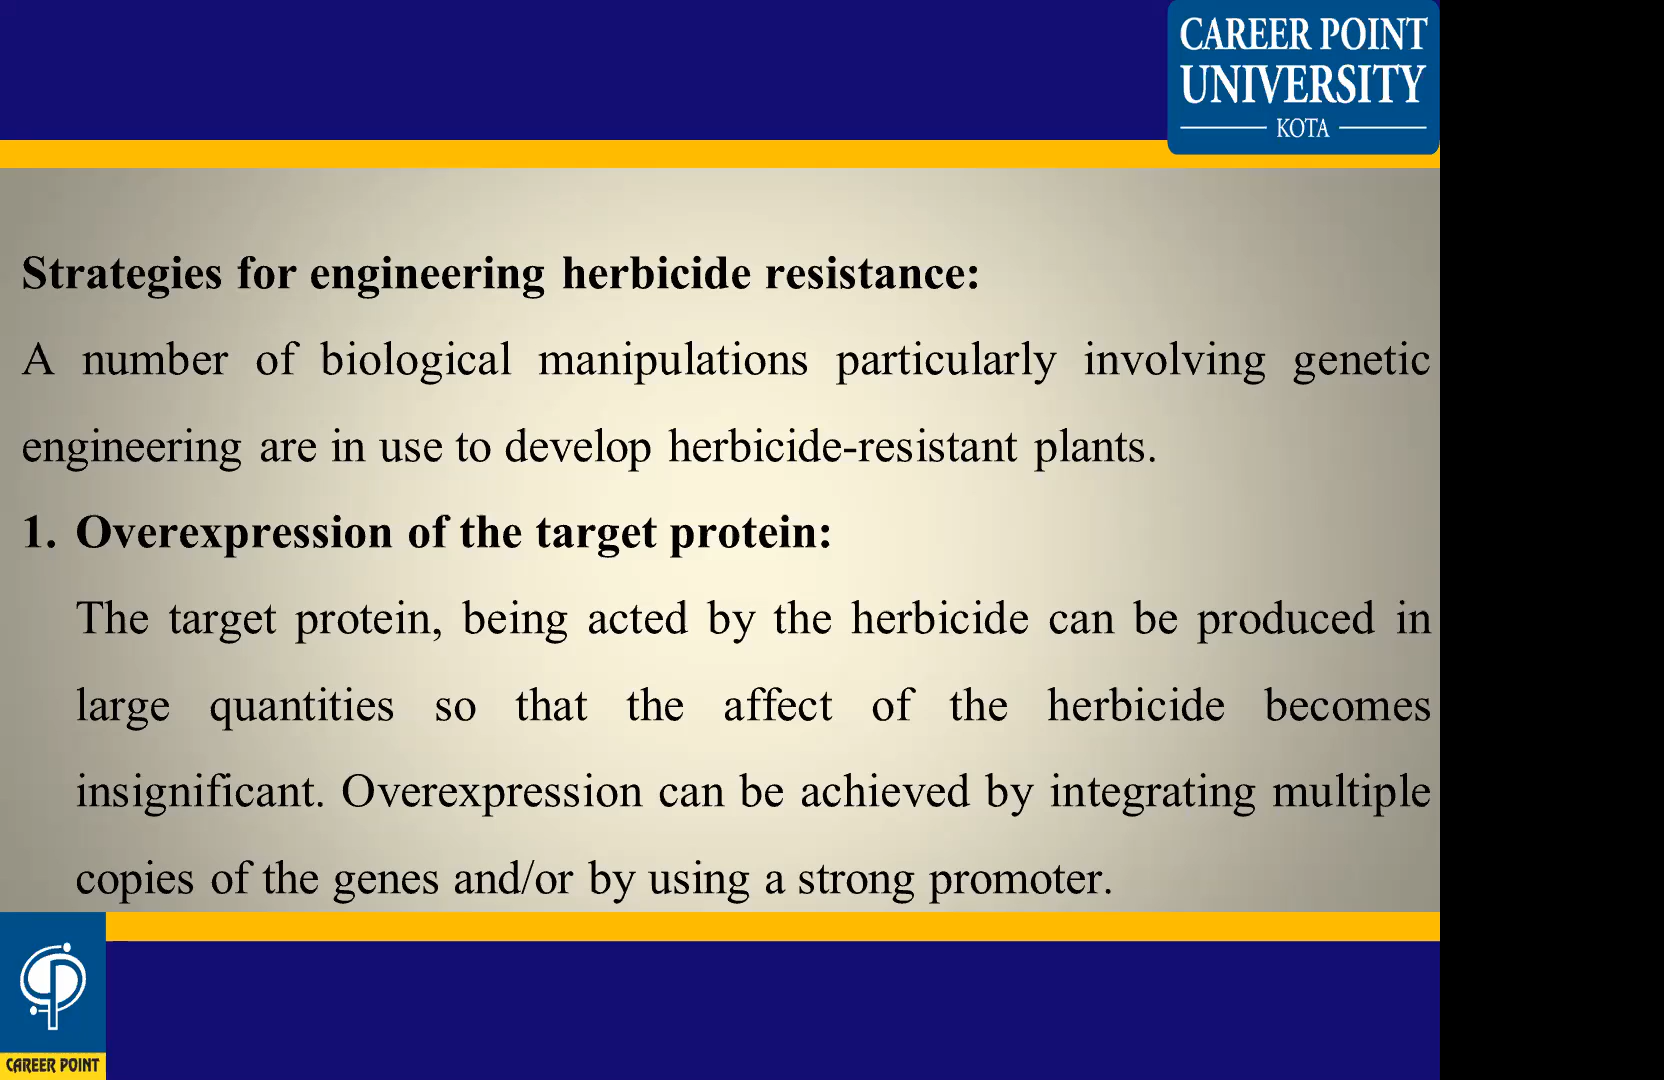 CAREER POINT
UNIVERSITY
KOTA
Strategies for engineering herbicide resistance:
A number of biological manipulations particularly involving genetic
engineering are in use to develop herbicide-resistant plants.
1. Overexpression of the target protein:
The target protein, being acted by the herbicide can be produced in
large quantities so that the affect of the herbicide becomes
insignificant. Overexpression can be achieved by integrating multiple
copies of the genes and/or by using a strong promoter.
CAREER POINT